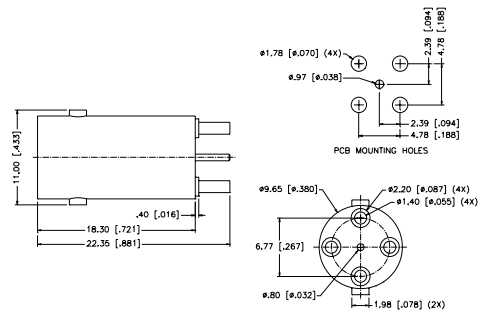 ø1.78 [ø.070] (4X)
ø.97 [ø.038]
2.39 [.094]
4.78 [.188]
2.39 [.094]
4.78 [.188]
PCB MOUNTING HOLES
11.00 [.433]
.40 [.016]
18.30 [.721]
22.35 [.881]
ø9.65 [ø.380]
ø2.20 [ø.087] (4X)
ø1.40 [ø.055] (4X)
6.77 [.267]
ø.80 [ø.032]
1.98 [.078] (2X)